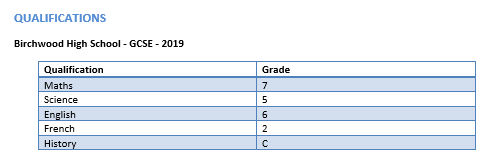 QUALIFICATIONS
Birchwood High School - GCSE - 2019
Qualification Grade
Maths 7
Science 5
English 6
French 2
History C